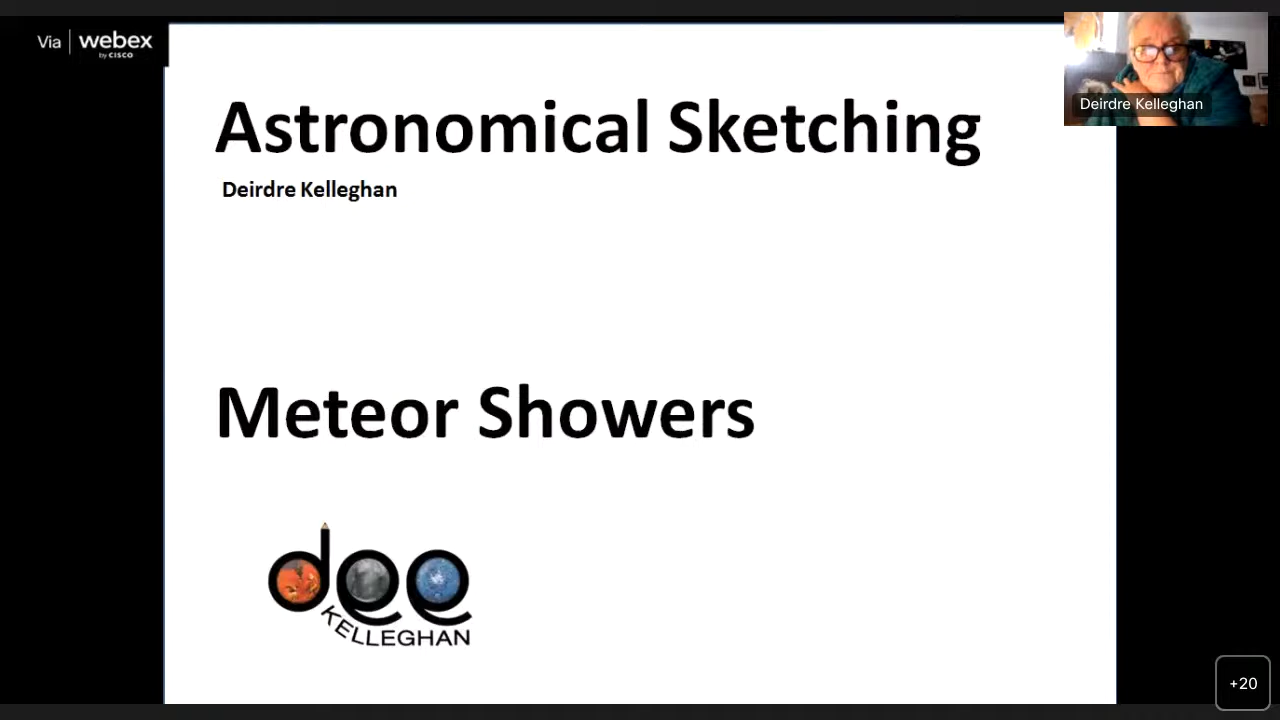 Via webex
by CISCO
Deirdre Kelleghan
Astronomical Sketching
Deirdre Kelleghan
Meteor Showers
dee
KELLEGHAN
+20